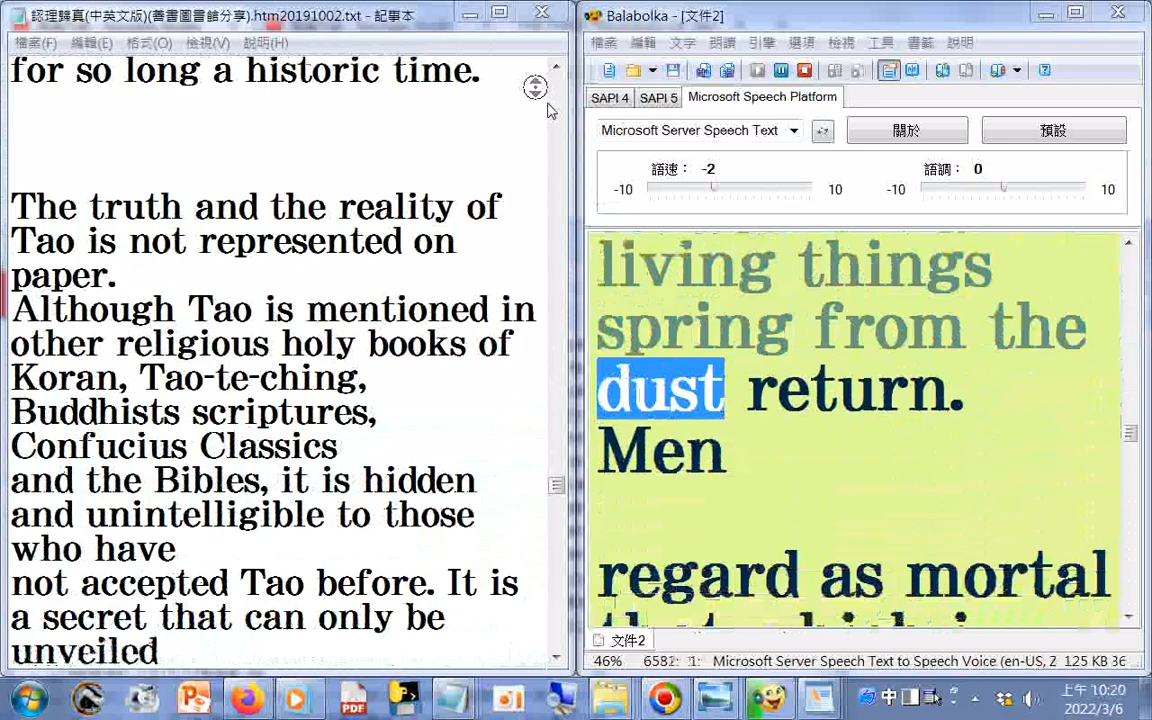 認理歸真(中英文版)(善書圖書館分享).htm20191002.txt - 記事本
檔案(F) 編輯(E) 格式(O) 檢視(V) 說明(H)
for so long a historic time.
The truth and the reality of
Tao is not represented on
paper.
Although Tao is mentioned in
other religious holy books of
Koran, Tao-te-ching,
Buddhists scriptures,
Confucius Classics
and the Bibles, it is hidden
and unintelligible to those
who have
not accepted Tao before. It is
a secret that can only be
unveiled
Balabolka - [文件2]
檔案 編輯 文字 朗讀 引擎 選項 檢視 工具 書籤 說明
SAPI 4 SAPI 5 Microsoft Speech Platform
Microsoft Server Speech Text 關於 預設
語速： -2 語調： 0
-10 10 -10 10
living things
spring from the
dust return.
Men
regard as mortal
文件2
46% 6582: 1: Microsoft Server Speech Text to Speech Voice (en-US, Z 125 KB 36
中
上午 10:20
2022/3/6